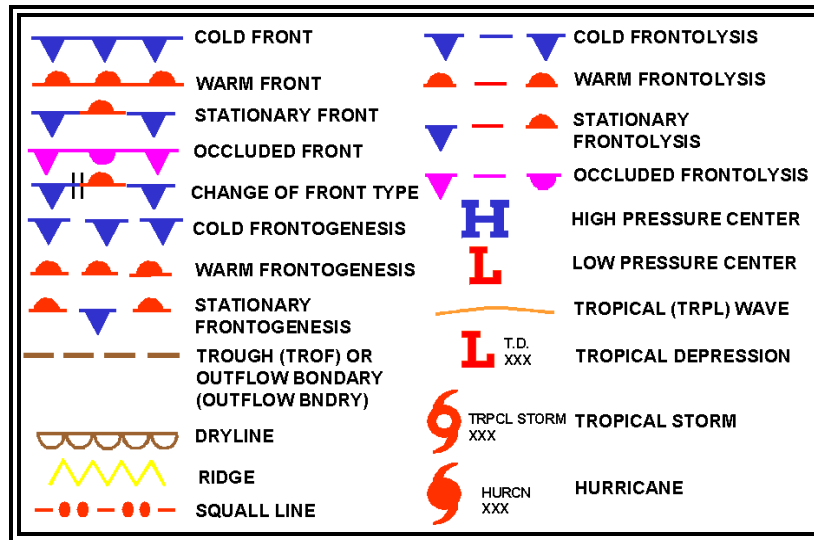 COLD FRONT
WARM FRONT
STATIONARY FRONT
OCCLUDED FRONT
CHANGE OF FRONT TYPE
COLD FRONTOGENESIS
WARM FRONTOGENESIS
STATIONARY
FRONTOGENESIS
TROUGH (TROF) OR
OUTFLOW BONDARY
(OUTFLOW BNDRY)
DRYLINE
RIDGE
SQUALL LINE
COLD FRONTOLYSIS
WARM FRONTOLYSIS
STATIONARY
FRONTOLYSIS
OCCLUDED FRONTOLYSIS
H HIGH PRESSURE CENTER
L LOW PRESSURE CENTER
TROPICAL (TRPL) WAVE
L T.D. TROPICAL DEPRESSION
XXX
TRPCL STORM TROPICAL STORM
XXX
HURCN HURRICANE
XXX